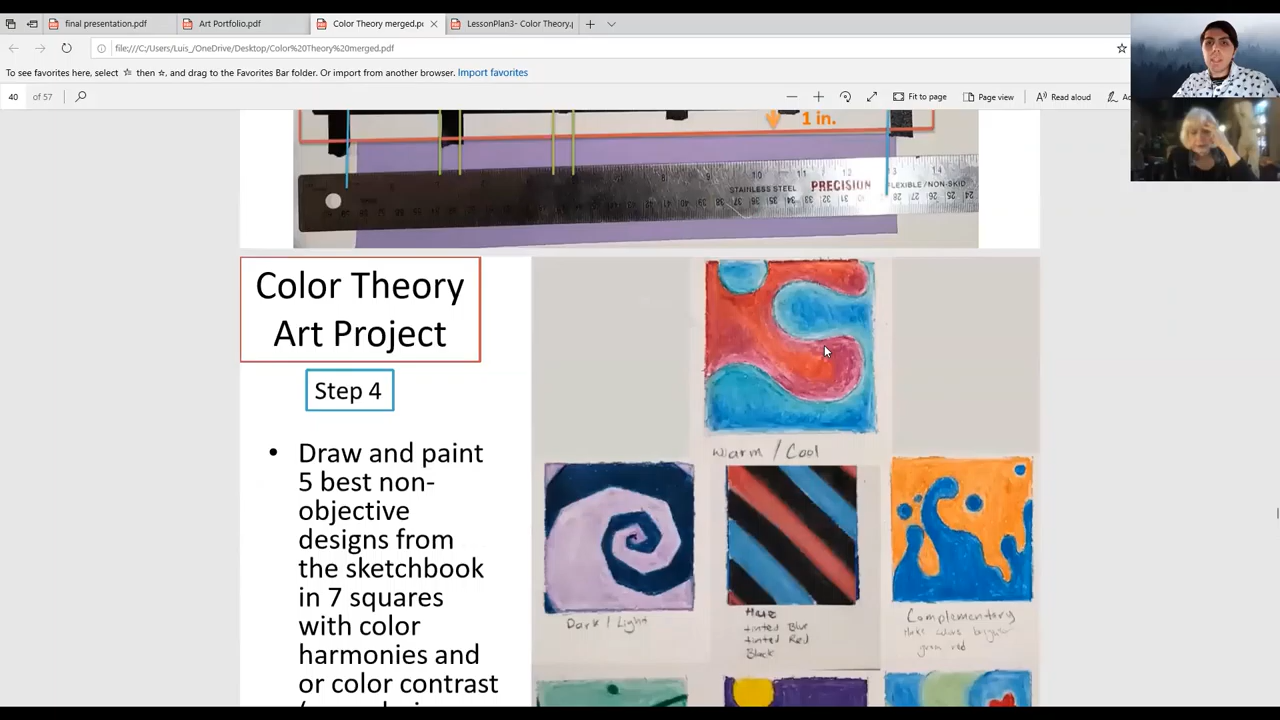 final presentation.pdf
Art Portfolio.pdf
Color Theory merged.pd
LessonPlan3- Color Theory.p
file:///C:/Users/Luis_/OneDrive/Desktop/Color%20Theory%20merged.pdf
To see favorites here, select ☆ then ☆, and drag to the Favorites Bar folder. Or import from another browser. Import favorites
40 of 57
Fit to page
Page view
Read aloud
1 in.
STAINLESS STEEL PRECISION FLEXIBLE/NON-SKID
Color Theory
Art Project
Step 4
• Draw and paint
5 best non-
objective
designs from
the sketchbook
in 7 squares
with color
harmonies and
or color contrast
Warm / Cool
Dark / Light
tinted Blue
tinted Red
Black
Complementary